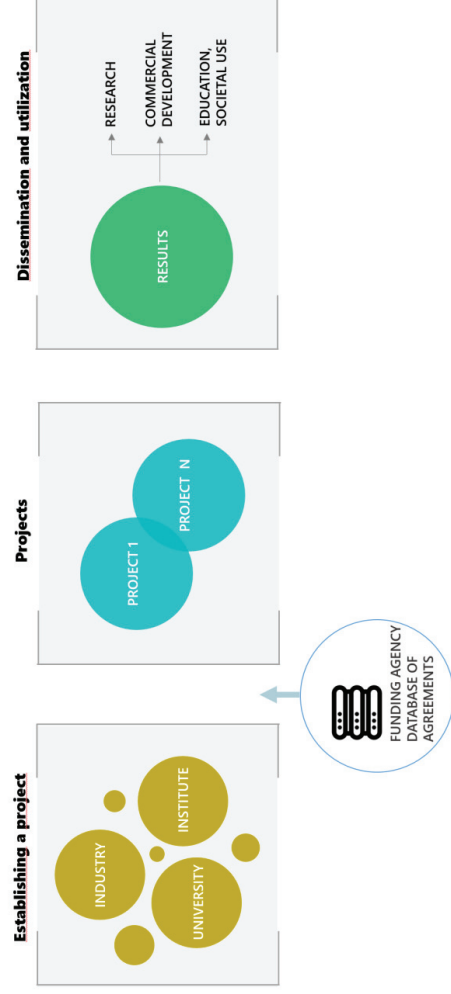 Establishing a project
INDUSTRY
UNIVERSITY
INSTITUTE
FUNDING AGENCY
DATABASE OF
AGREEMENTS
Projects
PROJECT 1
PROJECT N
Dissemination and utilization
RESULTS
RESEARCH
COMMERCIAL
DEVELOPMENT
EDUCATION,
SOCIETAL USE